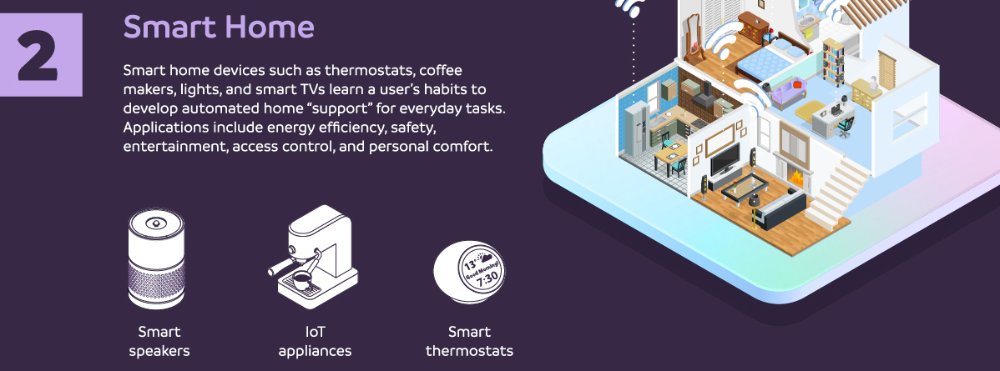 2
Smart Home
Smart home devices such as thermostats, coffee
makers, lights, and smart TVs learn a user’s habits to
develop automated home “support” for everyday tasks.
Applications include energy efficiency, safety,
entertainment, access control, and personal comfort.
13°
Good Morning!
7:30
Smart
speakers
IoT
appliances
Smart
thermostats